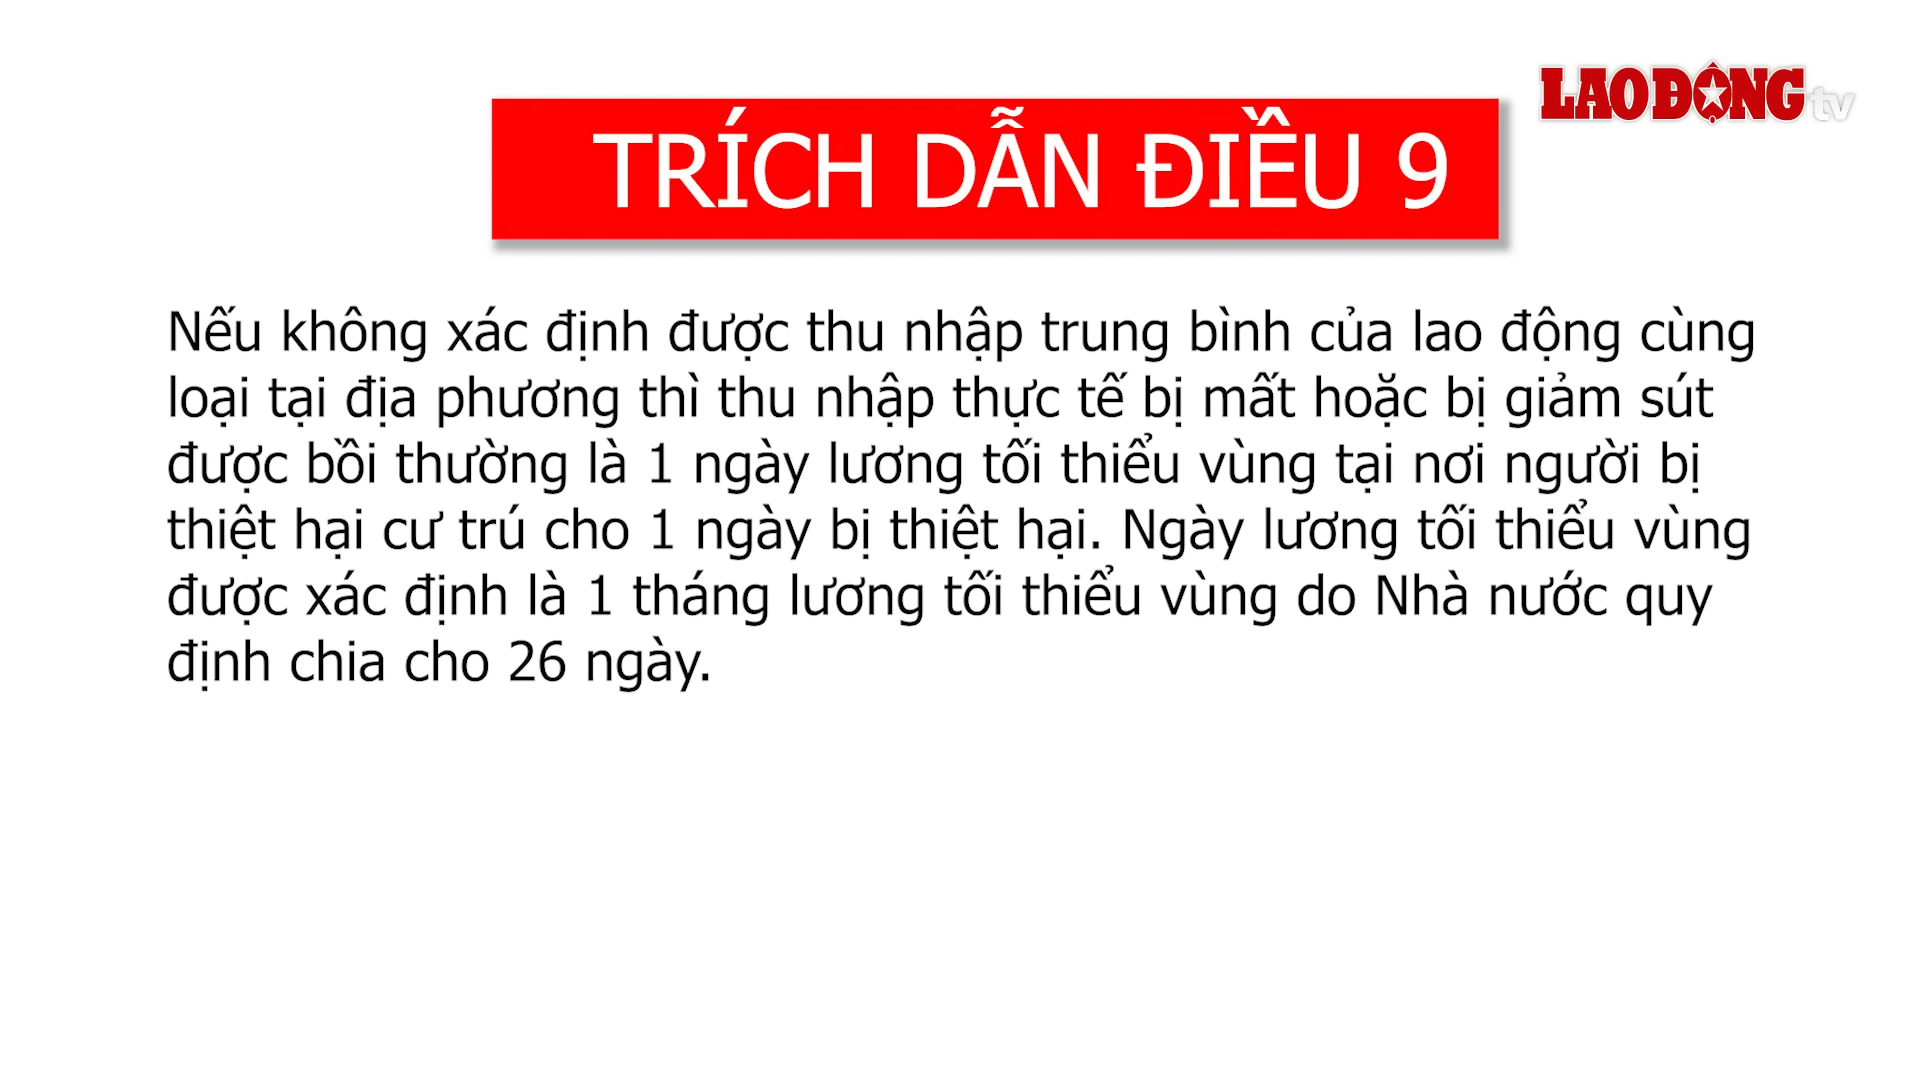 LAO ĐỘNG tv
TRÍCH DẪN ĐIỀU 9
Nếu không xác định được thu nhập trung bình của lao động cùng
loại tại địa phương thì thu nhập thực tế bị mất hoặc bị giảm sút
được bồi thường là 1 ngày lương tối thiểu vùng tại nơi người bị
thiệt hại cư trú cho 1 ngày bị thiệt hại. Ngày lương tối thiểu vùng
được xác định là 1 tháng lương tối thiểu vùng do Nhà nước quy
định chia cho 26 ngày.